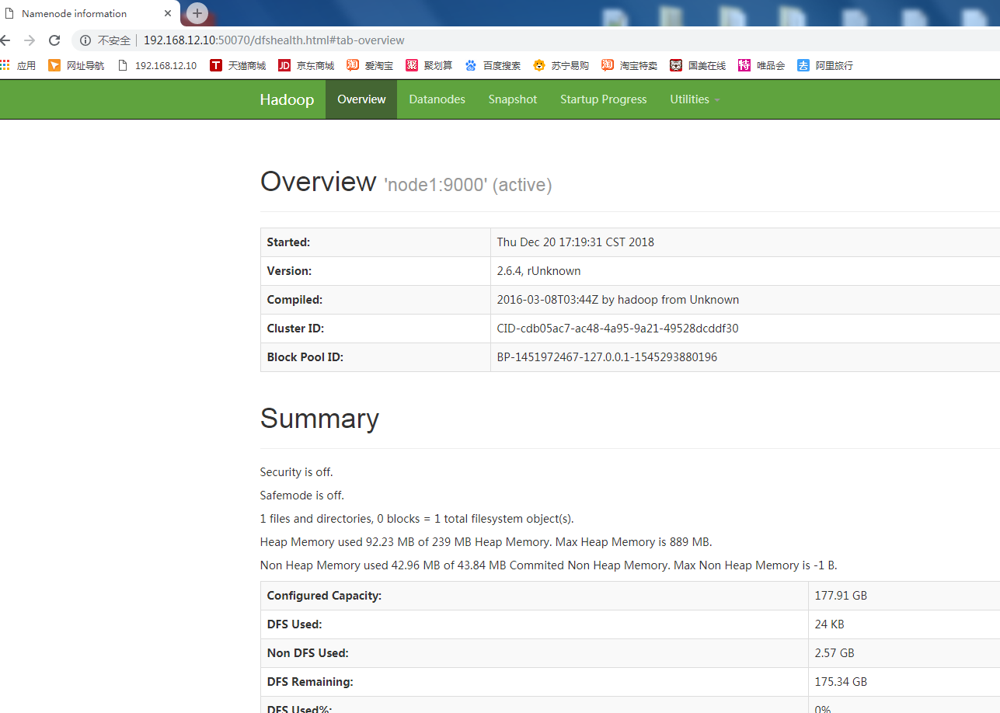 Namenode information
不安全 192.168.12.10:50070/dfshealth.html#tab-overview
应用 网址导航 192.168.12.10 T 天猫商城 JD 京东商城 淘 爱淘宝 聚 聚划算 百度搜索 苏宁易购 淘 淘宝特卖 国美在线 特 唯品会 去 阿里旅行
Hadoop Overview Datanodes Snapshot Startup Progress Utilities
Overview 'node1:9000' (active)
Started: Thu Dec 20 17:19:31 CST 2018
Version: 2.6.4, rUnknown
Compiled: 2016-03-08T03:44Z by hadoop from Unknown
Cluster ID: CID-cdb05ac7-ac48-4a95-9a21-49528dcddf30
Block Pool ID: BP-1451972467-127.0.0.1-1545293880196
Summary
Security is off.
Safemode is off.
1 files and directories, 0 blocks = 1 total filesystem object(s).
Heap Memory used 92.23 MB of 239 MB Heap Memory. Max Heap Memory is 889 MB.
Non Heap Memory used 42.96 MB of 43.84 MB Commited Non Heap Memory. Max Non Heap Memory is -1 B.
Configured Capacity: 177.91 GB
DFS Used: 24 KB
Non DFS Used: 2.57 GB
DFS Remaining: 175.34 GB
DFS Used%: 0%